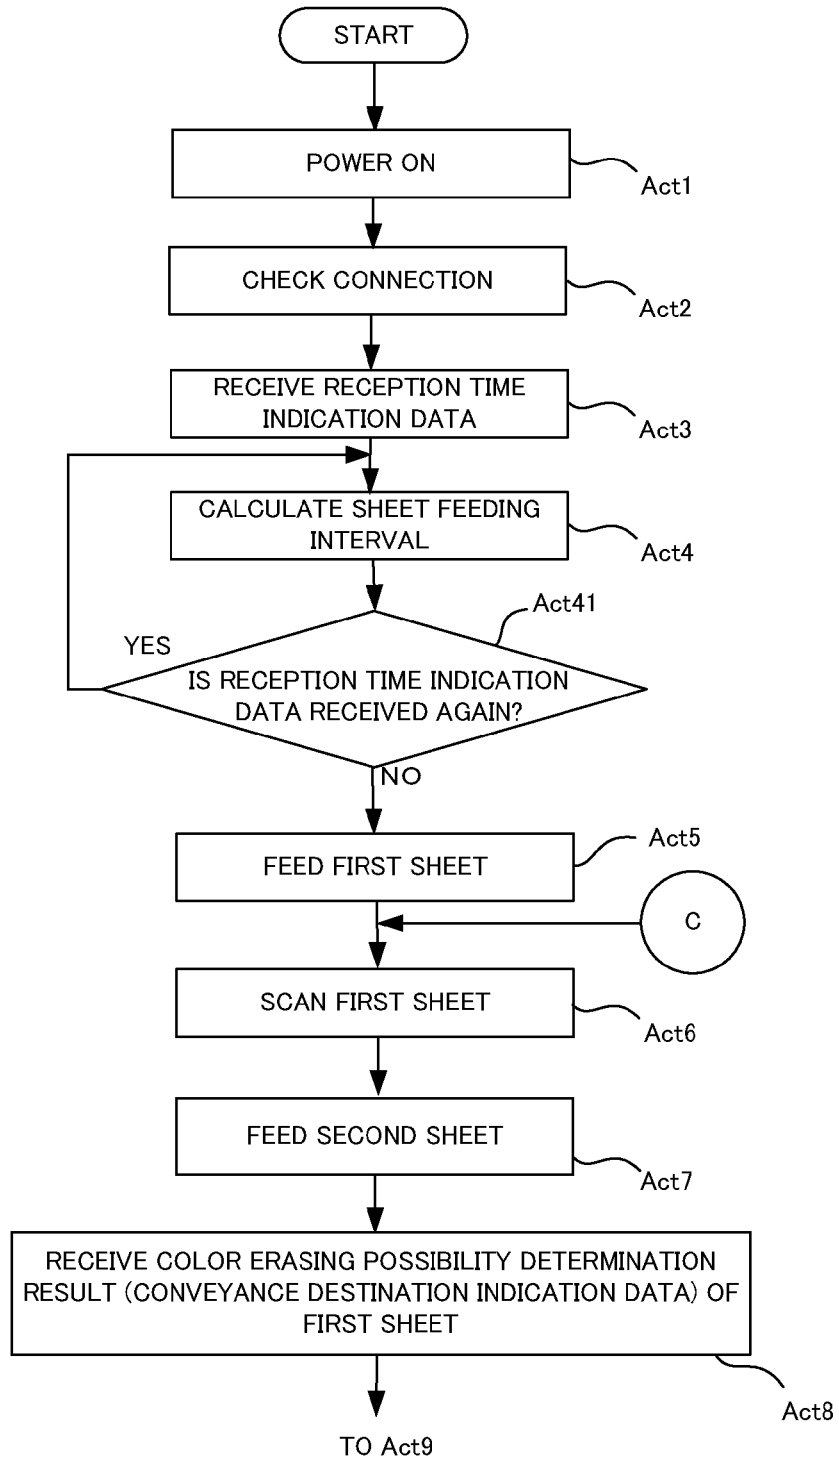 START
POWER ON
Act1
CHECK CONNECTION
Act2
RECEIVE RECEPTION TIME
INDICATION DATA
Act3
CALCULATE SHEET FEEDING
INTERVAL
Act4
Act41
YES
IS RECEPTION TIME INDICATION
DATA RECEIVED AGAIN?
NO
Act5
FEED FIRST SHEET
C
SCAN FIRST SHEET
Act6
FEED SECOND SHEET
Act7
RECEIVE COLOR ERASING POSSIBILITY DETERMINATION
RESULT (CONVEYANCE DESTINATION INDICATION DATA) OF
FIRST SHEET
Act8
TO Act9